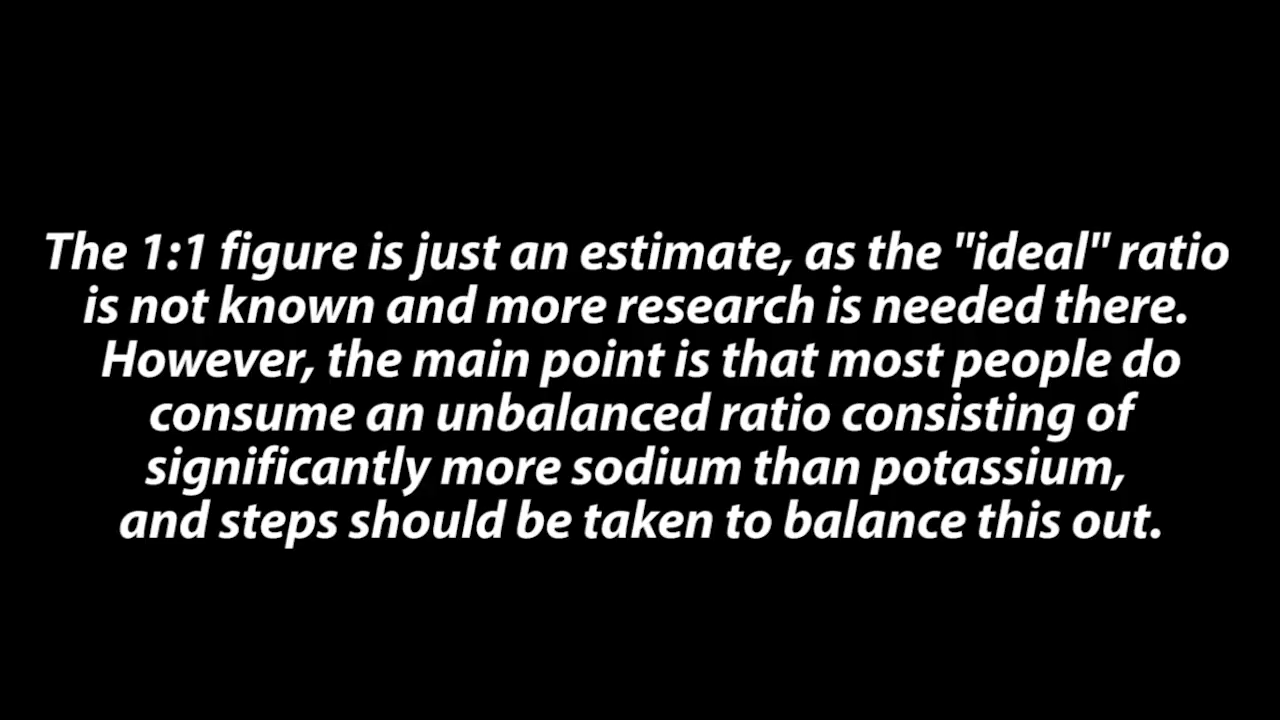 The 1:1 figure is just an estimate, as the "ideal" ratio
is not known and more research is needed there.
However, the main point is that most people do
consume an unbalanced ratio consisting of
significantly more sodium than potassium,
and steps should be taken to balance this out.